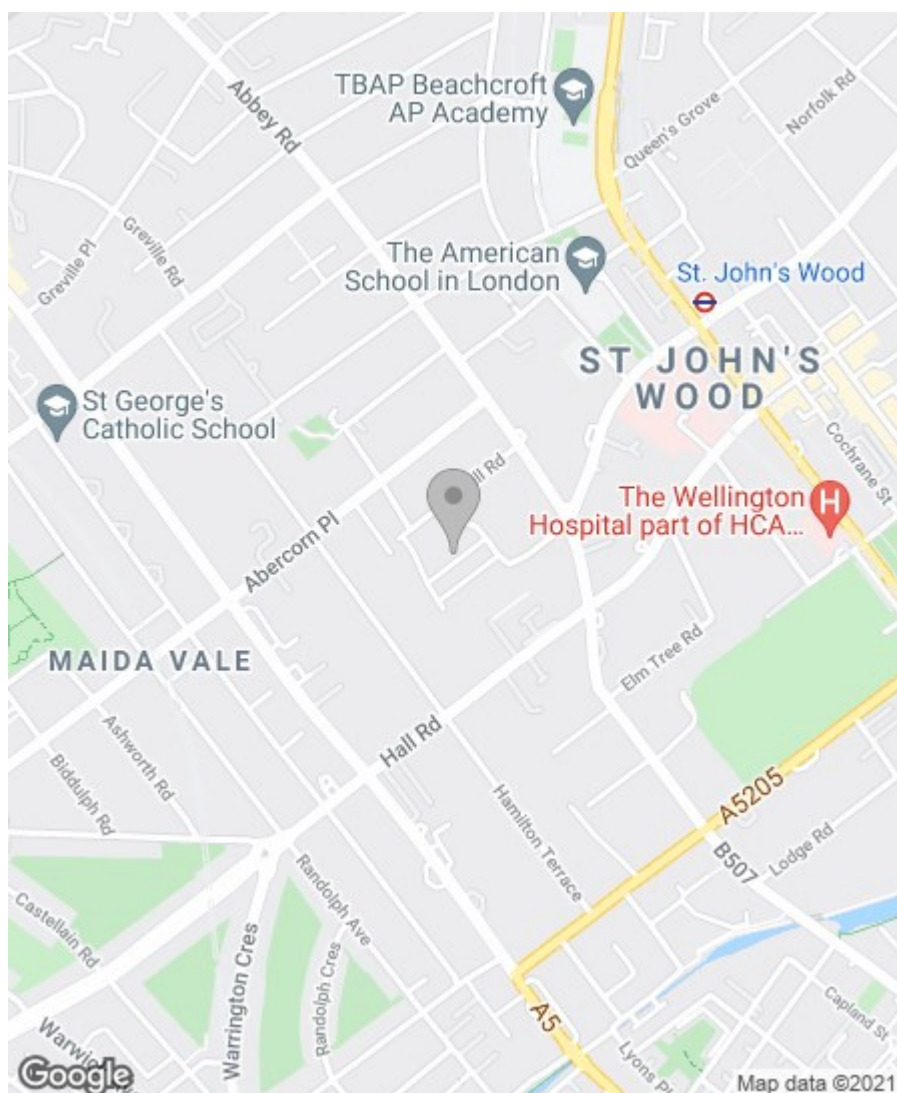 TBAP Beachcroft
AP Academy
Norfolk Rd
Abbey Rd
Queen's Grove
Greville Rd
Greville Pl
The American
School in London
St. John's Wood
ST JOHN'S
WOOD
St George's
Catholic School
Cochrane St
ll Rd
The Wellington
Hospital part of HCA...
H
Abercorn Pl
MAIDA VALE
Elm Tree Rd
Ashworth Rd
Hall Rd
Biddulph Rd
A5205
Hamilton Terrace
Lodge Rd
B507
Randolph Ave
Castellain Rd
Warrington Cres
Randolph Cres
Capland St
A5
Warwick
Lyons Pl
Google
Map data ©2021